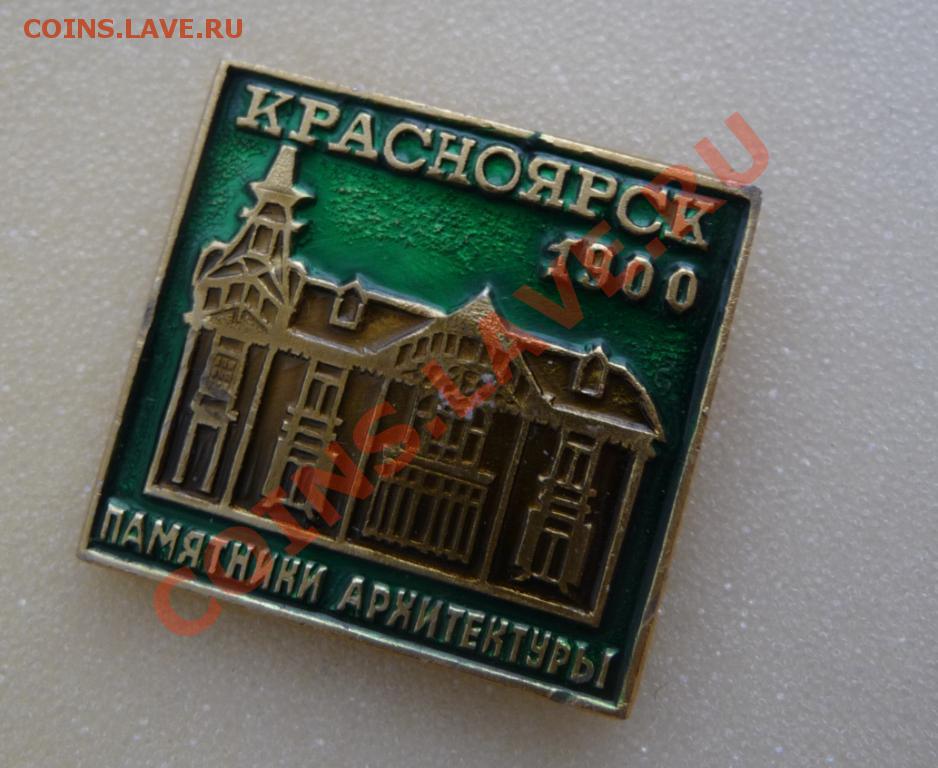 COINS.LAVE.RU
КРАСНОЯРСК
1900
COINS.LAVE.RU
ПАМЯТНИКИ АРХИТЕКТУРЫ